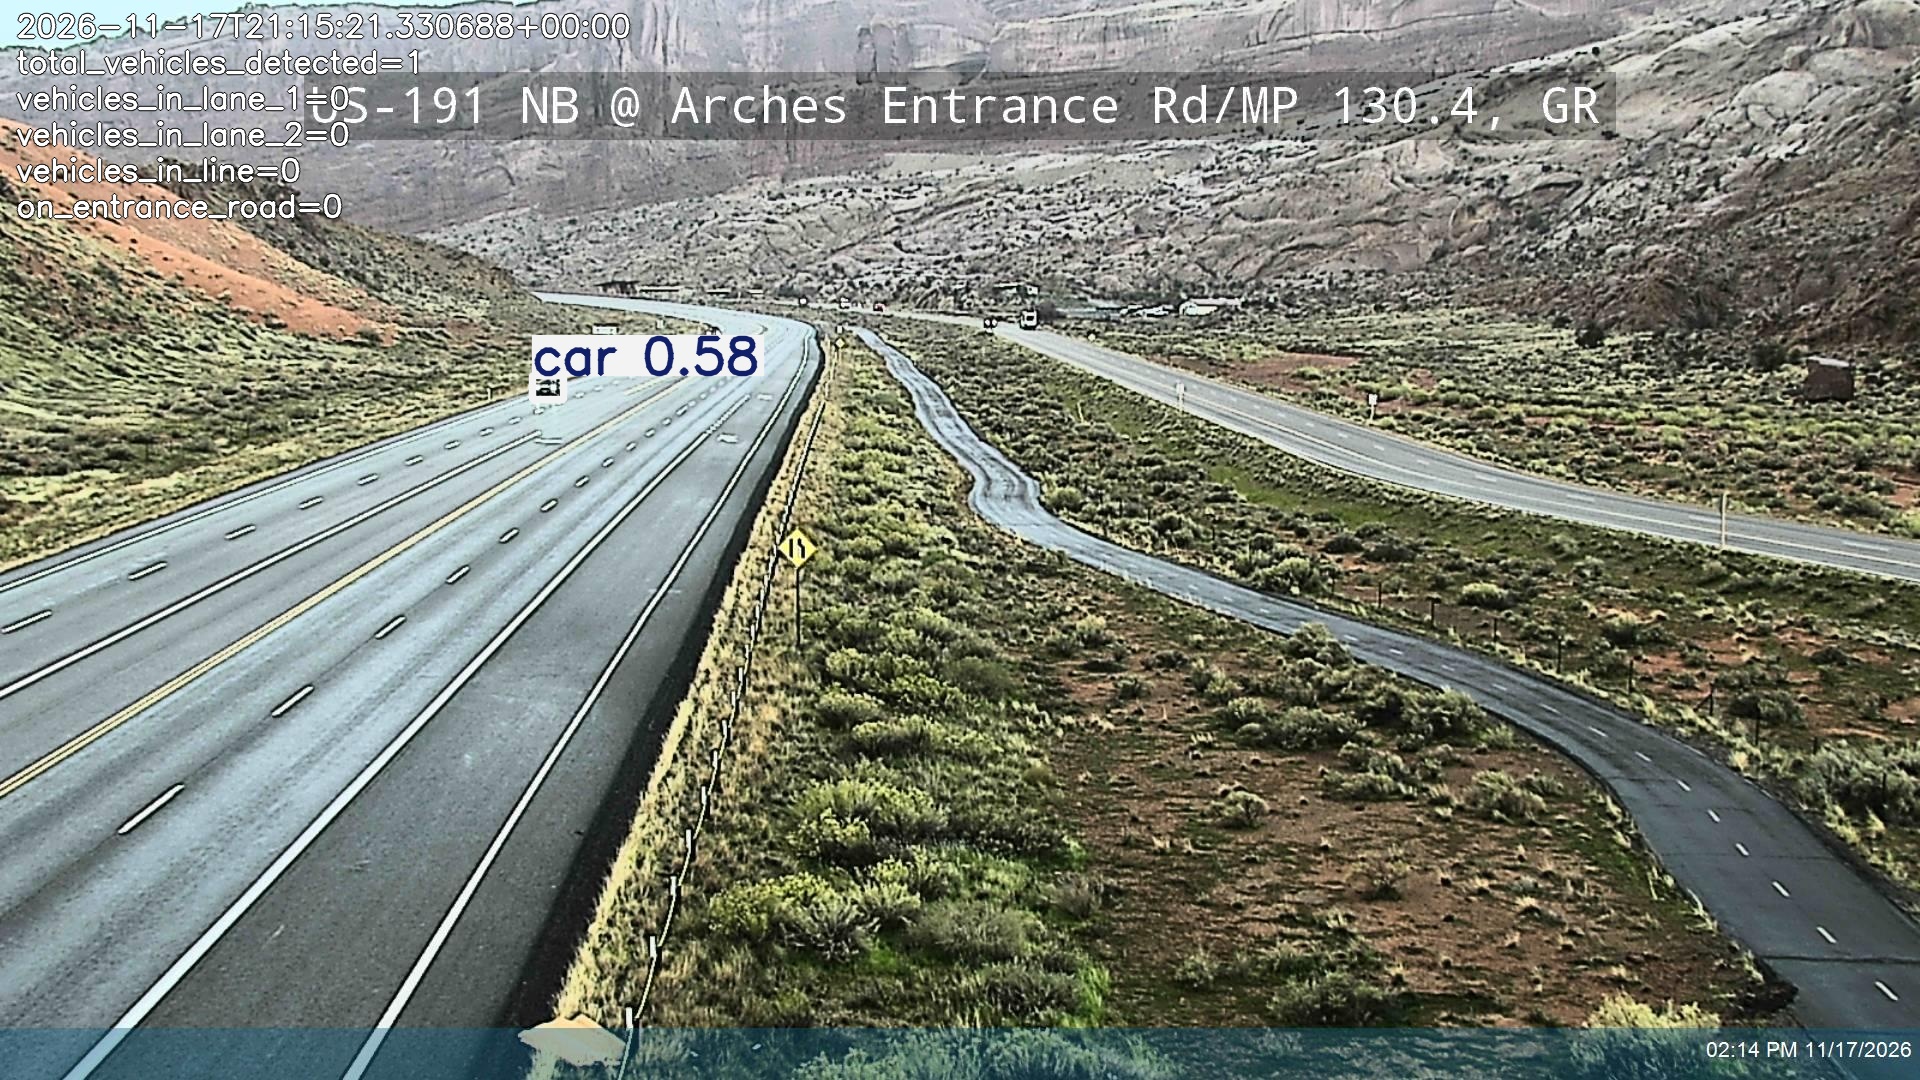 2026-11-17T21:15:21.330688+00:00
total_vehicles_detected=1
vehicles_in_lane_1=0
US-191 NB @ Arches Entrance Rd/MP 130.4, GR
vehicles_in_lane_2=0
vehicles_in_line=0
on_entrance_road=0
car 0.58
02:14 PM 11/17/2026